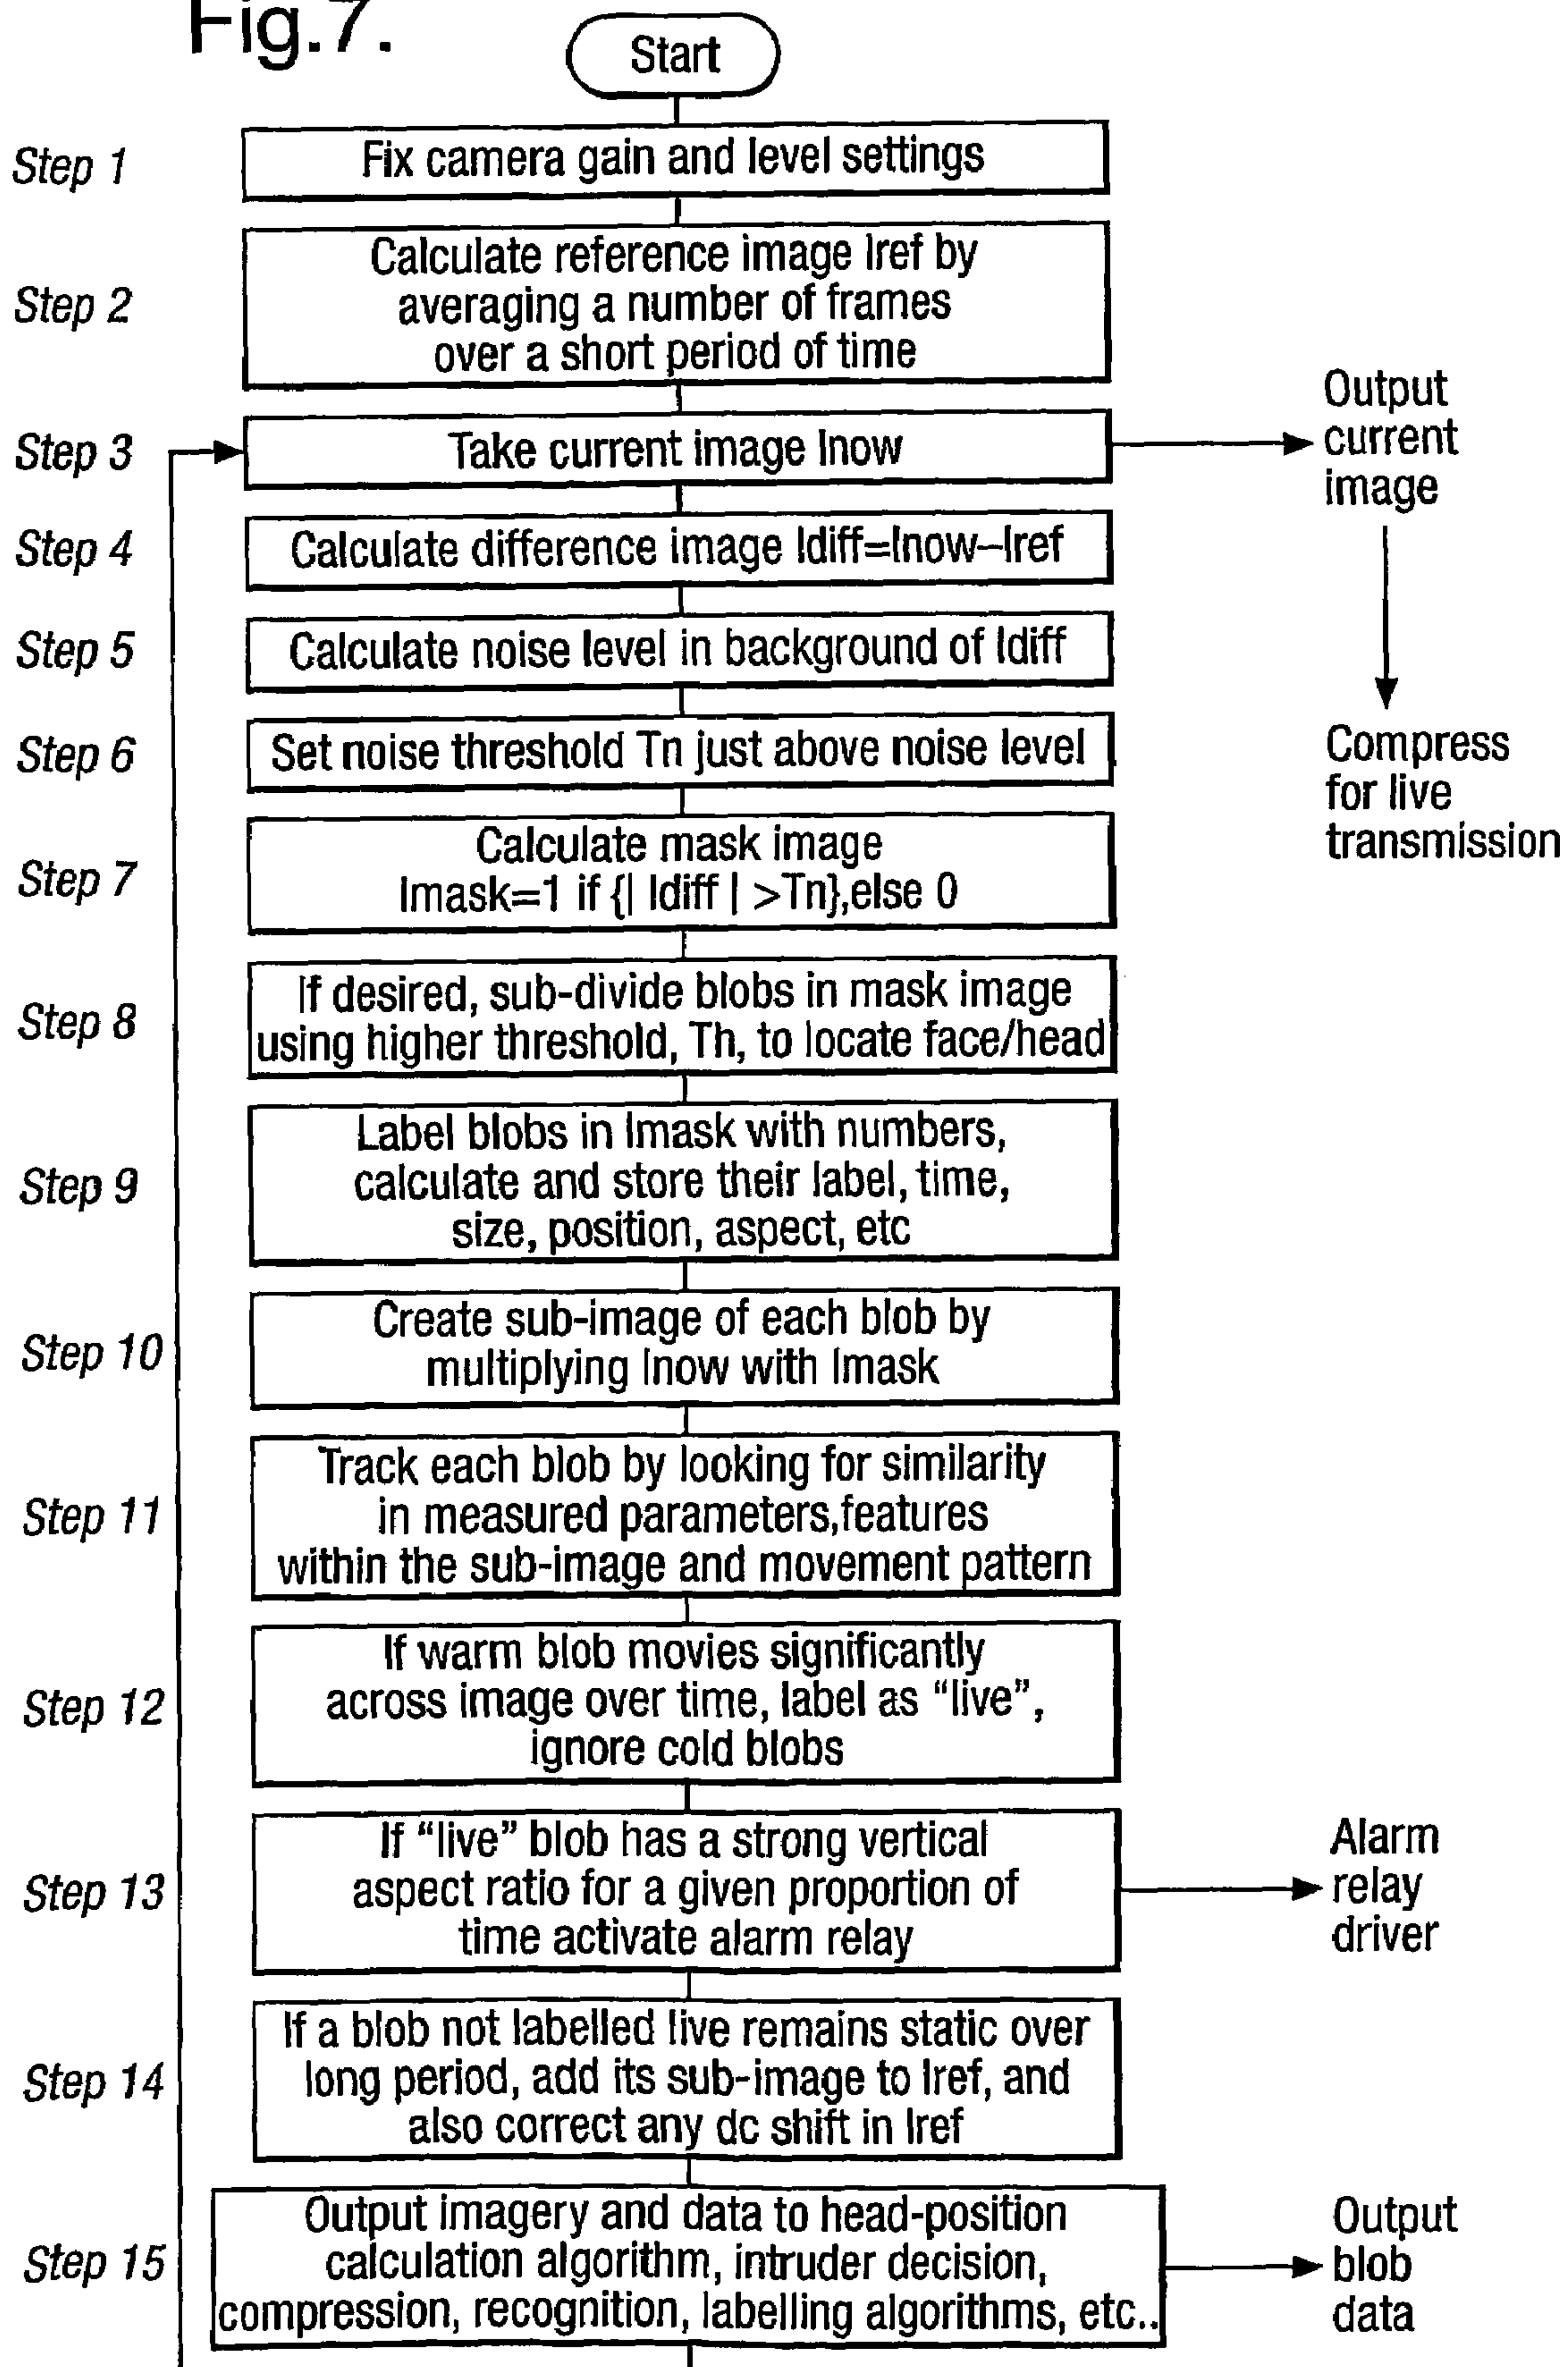 Fig.7.
Start
Step 1
Fix camera gain and level settings
Step 2
Calculate reference image Iref by
averaging a number of frames
over a short period of time
Step 3
Take current image Inow
Output
current
image
Step 4
Calculate difference image Idiff=Inow–Iref
Step 5
Calculate noise level in background of Idiff
Step 6
Set noise threshold Tn just above noise level
Compress
for live
transmission
Step 7
Calculate mask image
Imask=1 if {| Idiff | >Tn},else 0
Step 8
If desired, sub-divide blobs in mask image
using higher threshold, Th, to locate face/head
Step 9
Label blobs in Imask with numbers,
calculate and store their label, time,
size, position, aspect, etc
Step 10
Create sub-image of each blob by
multiplying Inow with Imask
Step 11
Track each blob by looking for similarity
in measured parameters,features
within the sub-image and movement pattern
Step 12
If warm blob movies significantly
across image over time, label as “live”,
ignore cold blobs
Step 13
If “live” blob has a strong vertical
aspect ratio for a given proportion of
time activate alarm relay
Alarm
relay
driver
Step 14
If a blob not labelled live remains static over
long period, add its sub-image to Iref, and
also correct any dc shift in Iref
Step 15
Output imagery and data to head-position
calculation algorithm, intruder decision,
compression, recognition, labelling algorithms, etc..
Output
blob
data